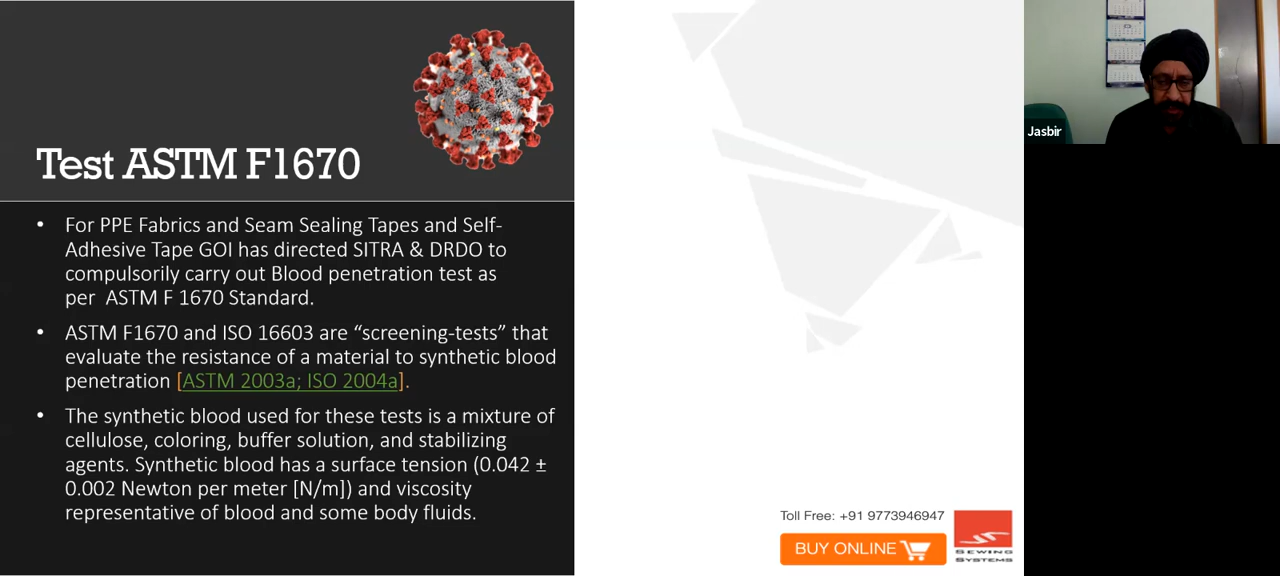 Test ASTM F1670
• For PPE Fabrics and Seam Sealing Tapes and Self-
Adhesive Tape GOI has directed SITRA & DRDO to
compulsorily carry out Blood penetration test as
per  ASTM F 1670 Standard.
• ASTM F1670 and ISO 16603 are “screening-tests” that
evaluate the resistance of a material to synthetic blood
penetration [ASTM 2003a; ISO 2004a].
• The synthetic blood used for these tests is a mixture of
cellulose, coloring, buffer solution, and stabilizing
agents. Synthetic blood has a surface tension (0.042 ±
0.002 Newton per meter [N/m]) and viscosity
representative of blood and some body fluids.
Toll Free: +91 9773946947
BUY ONLINE
SEWING
SYSTEMS
Jasbir